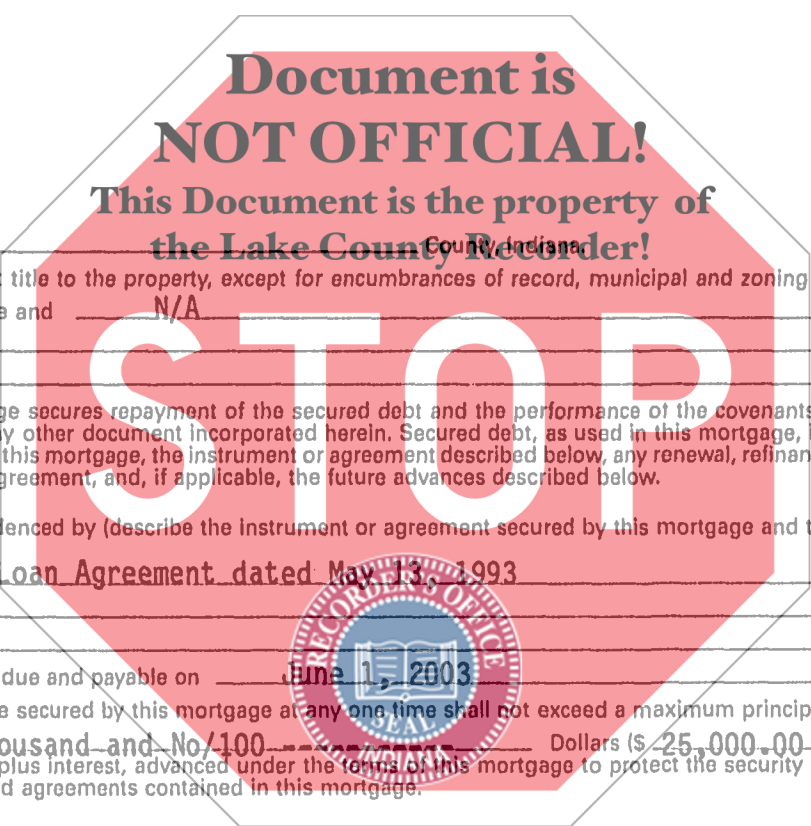 Document is
NOT OFFICIAL!
This Document is the property of
the Lake County Recorder!
County, Indiana,
title to the property, except for encumbrances of record, municipal and zoning
e and N/A
STOP
ge secures repayment of the secured debt and the performance of the covenants
y other document incorporated herein. Secured debt, as used in this mortgage, i
this mortgage, the instrument or agreement described below, any renewal, refinan
greement, and, if applicable, the future advances described below.
denced by (describe the instrument or agreement secured by this mortgage and t
oan Agreement dated May 13, 1993
RECORDER'S OFFICE
due and payable on June 1, 2003
SEAL
e secured by this mortgage at any one time shall not exceed a maximum princip
ousand and No/100 ---------- Dollars ($ 25,000.00
INDIANA
plus interest, advanced under the terms of this mortgage to protect the security
d agreements contained in this mortgage.